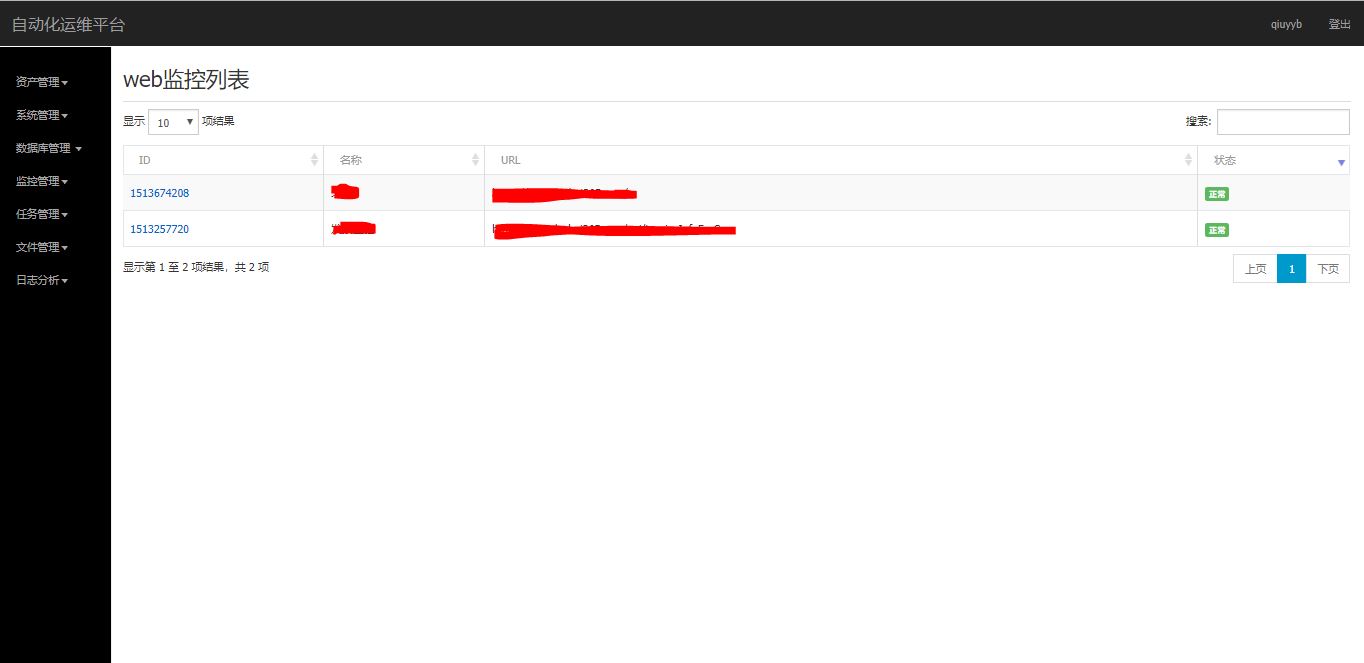 自动化运维平台 qiuyyb 登出
资产管理
系统管理
数据库管理
监控管理
任务管理
文件管理
日志分析
web监控列表
显示 10 项结果 搜索:
ID 名称 URL 状态
1513674208 正常
1513257720 正常
显示第 1 至 2 项结果，共 2 项 上页 1 下页